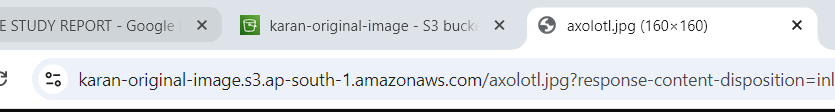 E STUDY REPORT - Google
karan-original-image - S3 buck
axolotl.jpg (160×160)
karan-original-image.s3.ap-south-1.amazonaws.com/axolotl.jpg?response-content-disposition=inl